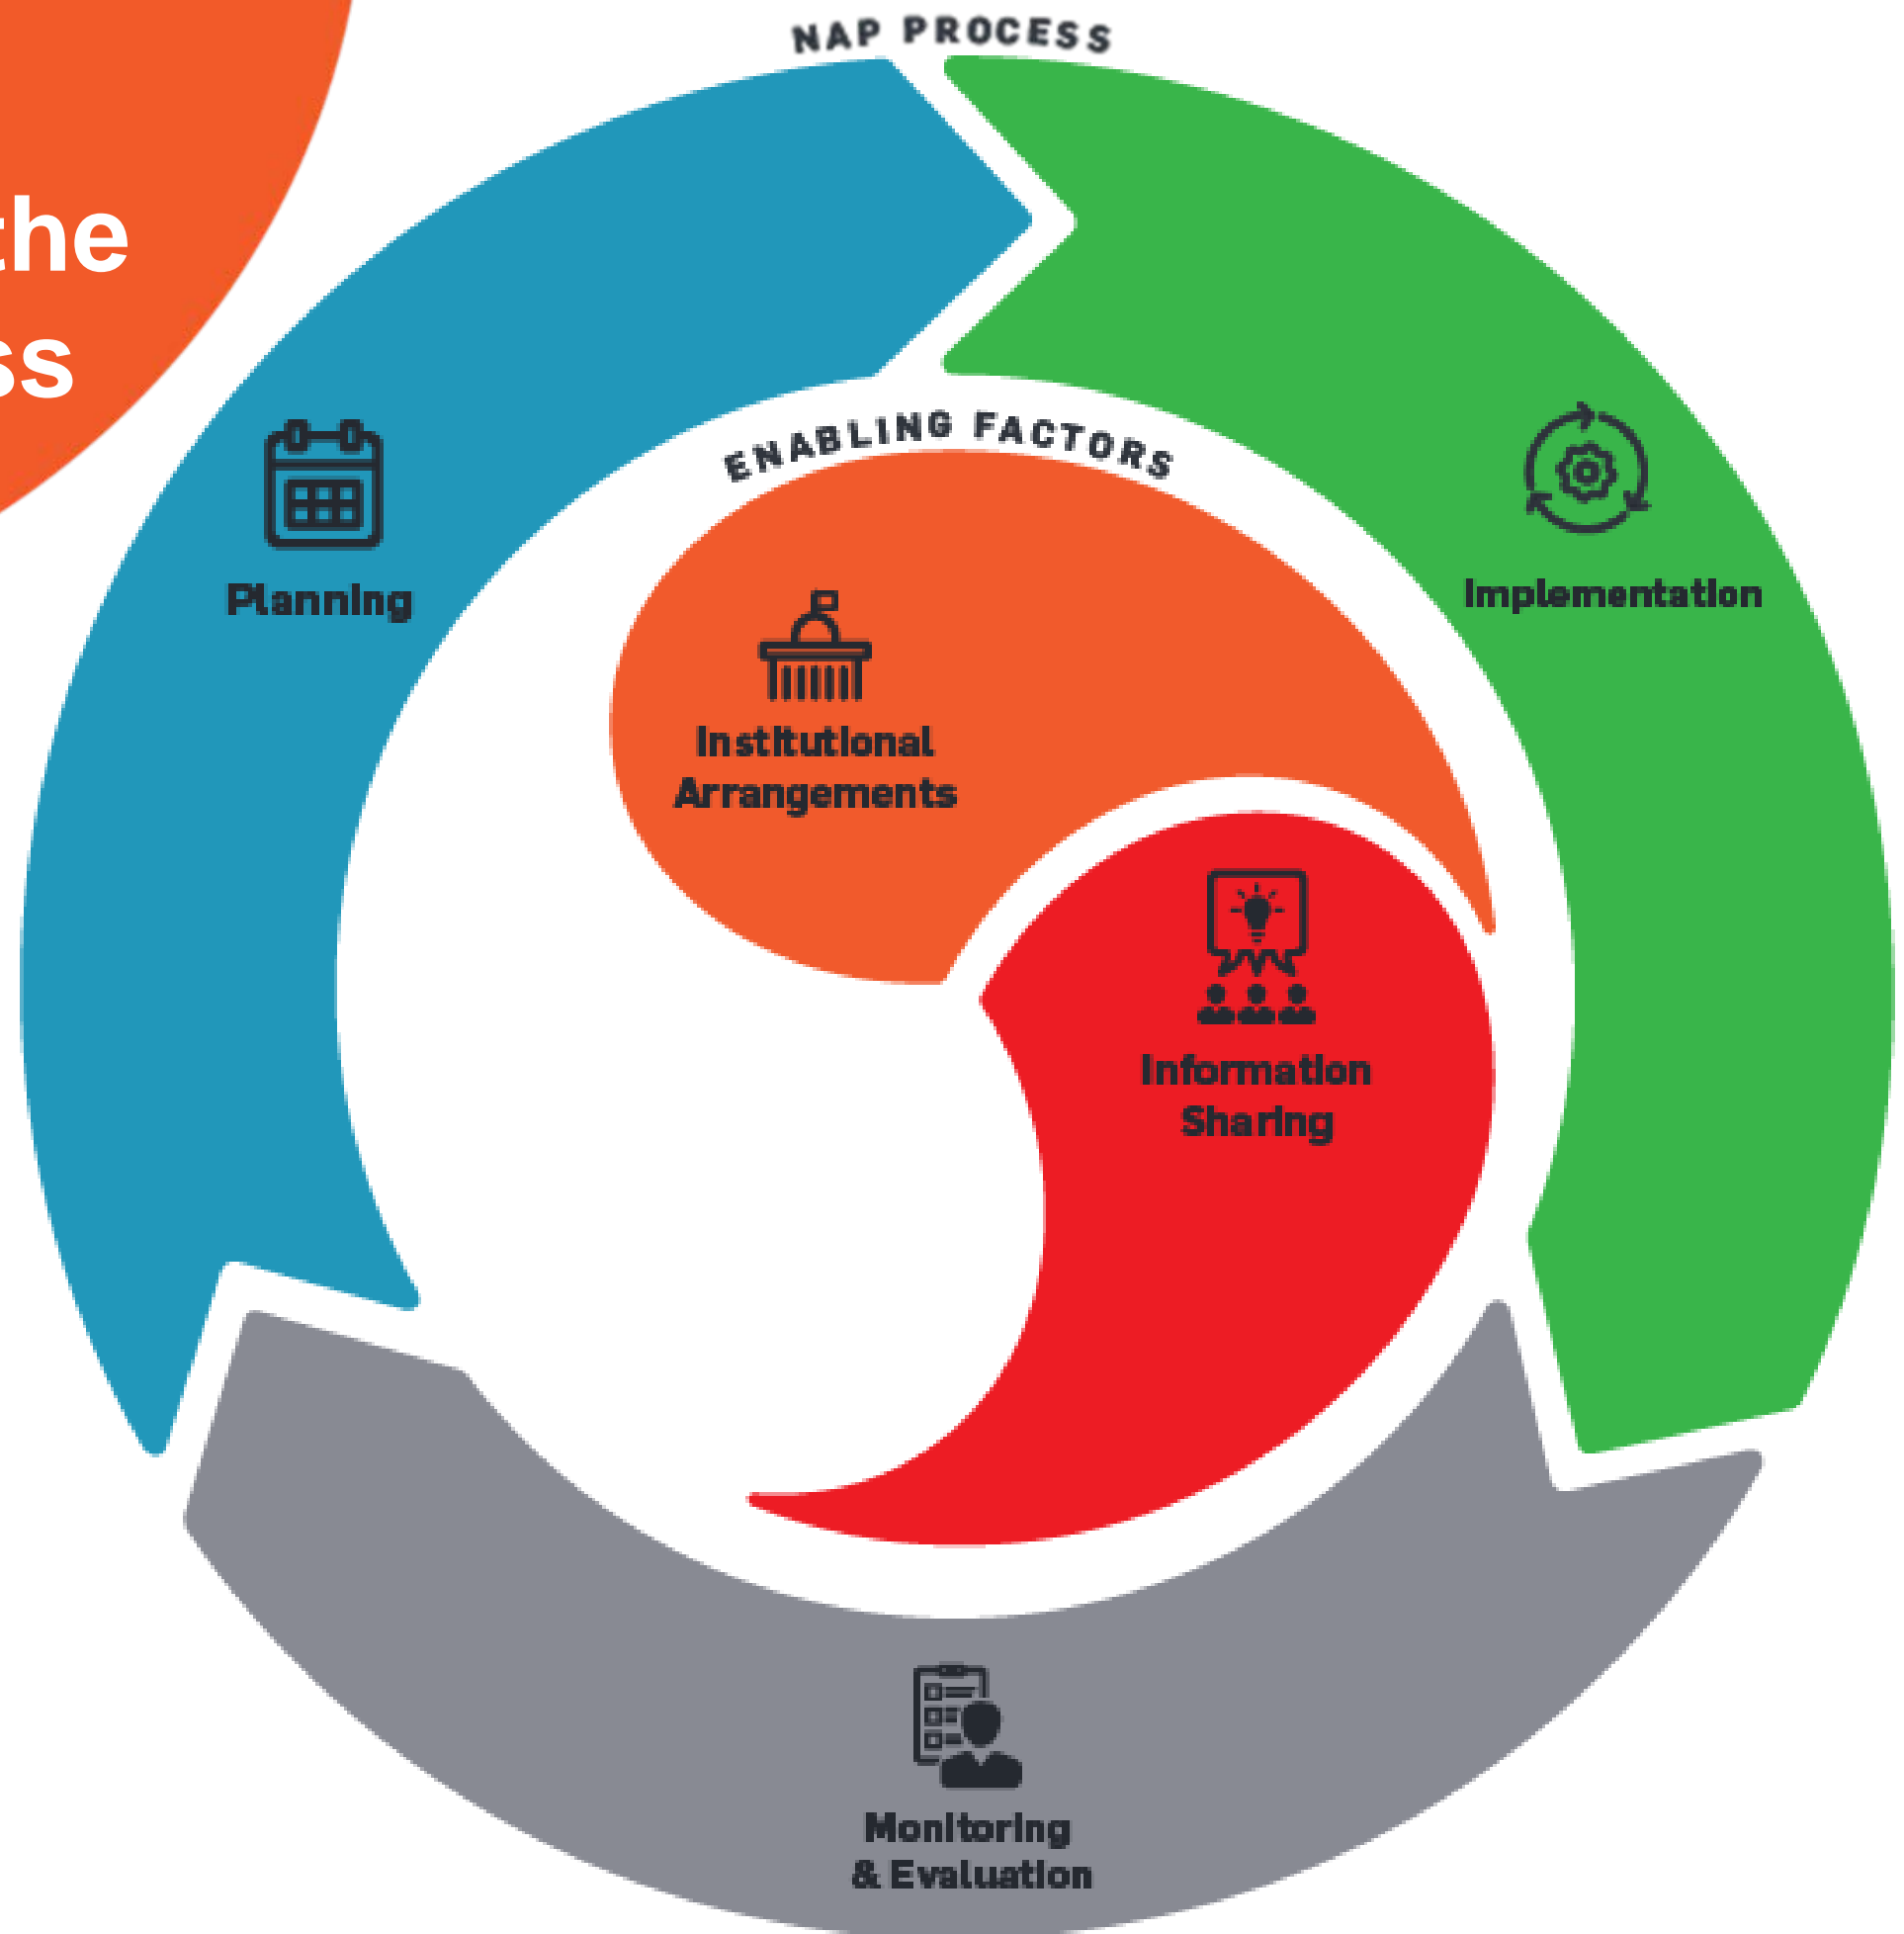 NAP PROCESS
the
ss
ENABLING FACTORS
Planning
Implementation
Institutional
Arrangements
Information
Sharing
Monitoring
& Evaluation